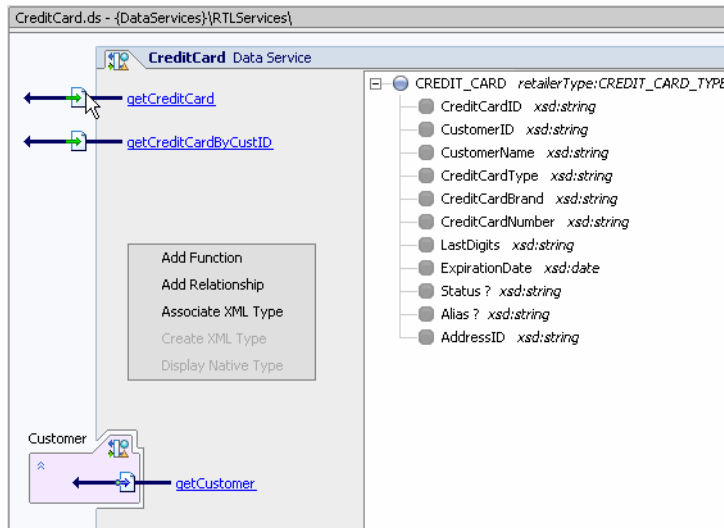 CreditCard.ds - {DataServices}\RTLServices\
CreditCard Data Service
getCreditCard
getCreditCardByCustID
Add Function
Add Relationship
Associate XML Type
Create XML Type
Display Native Type
Customer
getCustomer
CREDIT_CARD retailerType:CREDIT_CARD_TYPE
CreditCardID xsd:string
CustomerID xsd:string
CustomerName xsd:string
CreditCardType xsd:string
CreditCardBrand xsd:string
CreditCardNumber xsd:string
LastDigits xsd:string
ExpirationDate xsd:date
Status ? xsd:string
Alias ? xsd:string
AddressID xsd:string